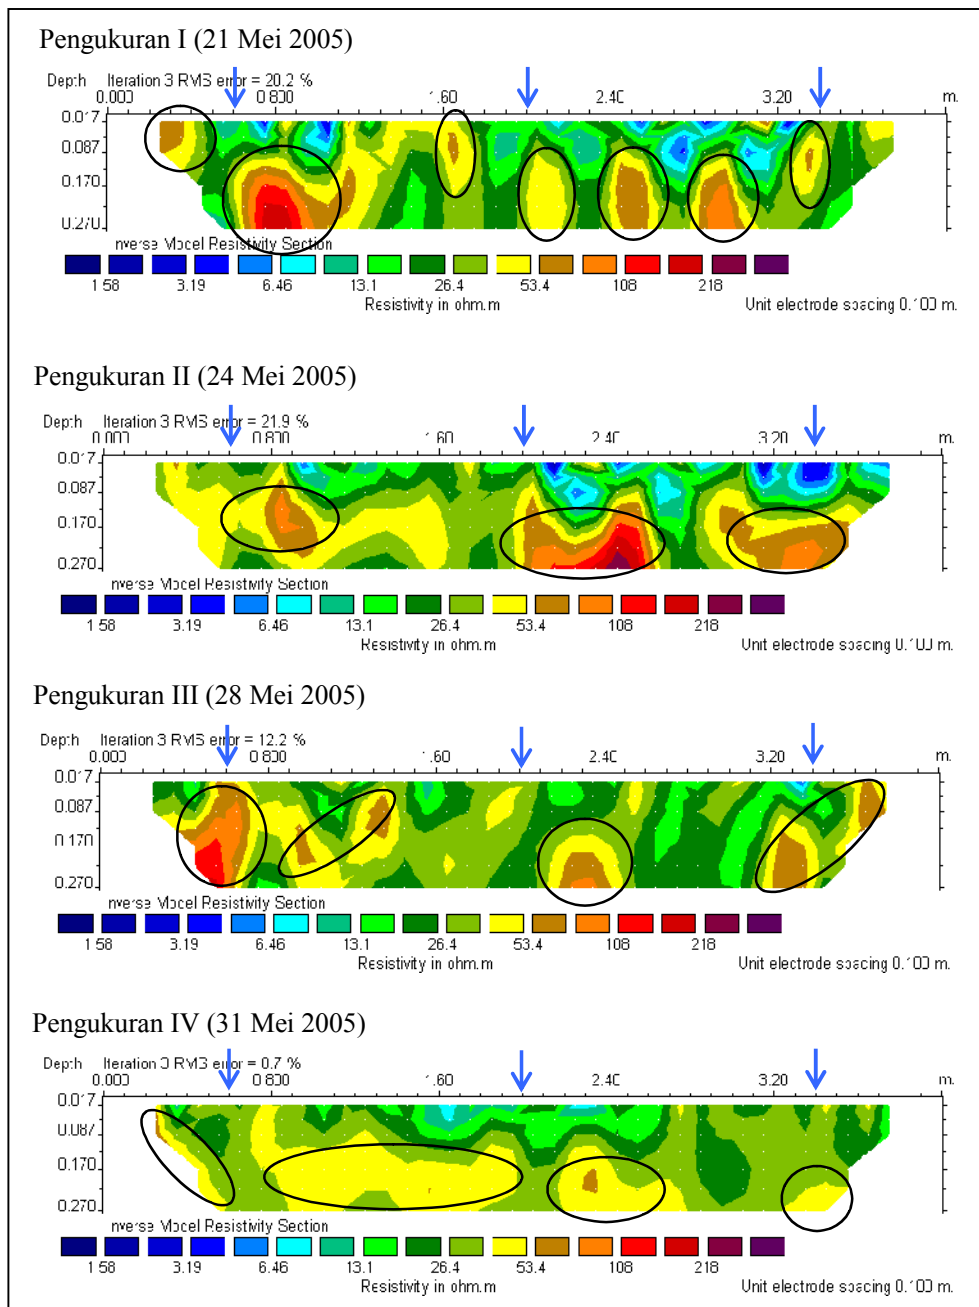 Pengukuran I (21 Mei 2005)
Depth Iteration 3 RMS error = 20.2 %
0.000 0.800 1.60 2.40 3.20 m.
0.017
0.087
0.170
0.270
nverse Model Resistivity Section
1.58 3.19 6.46 13.1 26.4 53.4 108 218
Resistivity in ohm.m Unit electrode spacing 0.100 m.
Pengukuran II (24 Mei 2005)
Depth Iteration 3 RMS error = 21.9 %
0.000 0.800 1.60 2.40 3.20 m.
0.017
0.087
0.170
0.270
nverse Model Resistivity Section
1.58 3.19 6.46 13.1 26.4 53.4 108 218
Resistivity in ohm.m Unit electrode spacing 0.100 m.
Pengukuran III (28 Mei 2005)
Depth Iteration 3 RMS error = 12.2 %
0.000 0.800 1.60 2.40 3.20 m.
0.017
0.087
0.170
0.270
nverse Model Resistivity Section
1.58 3.19 6.46 13.1 26.4 53.4 108 218
Resistivity in ohm.m Unit electrode spacing 0.100 m.
Pengukuran IV (31 Mei 2005)
Depth Iteration 3 RMS error = 0.7 %
0.000 0.800 1.60 2.40 3.20 m.
0.017
0.087
0.170
0.270
nverse Model Resistivity Section
1.58 3.19 6.46 13.1 26.4 53.4 108 218
Resistivity in ohm.m Unit electrode spacing 0.100 m.